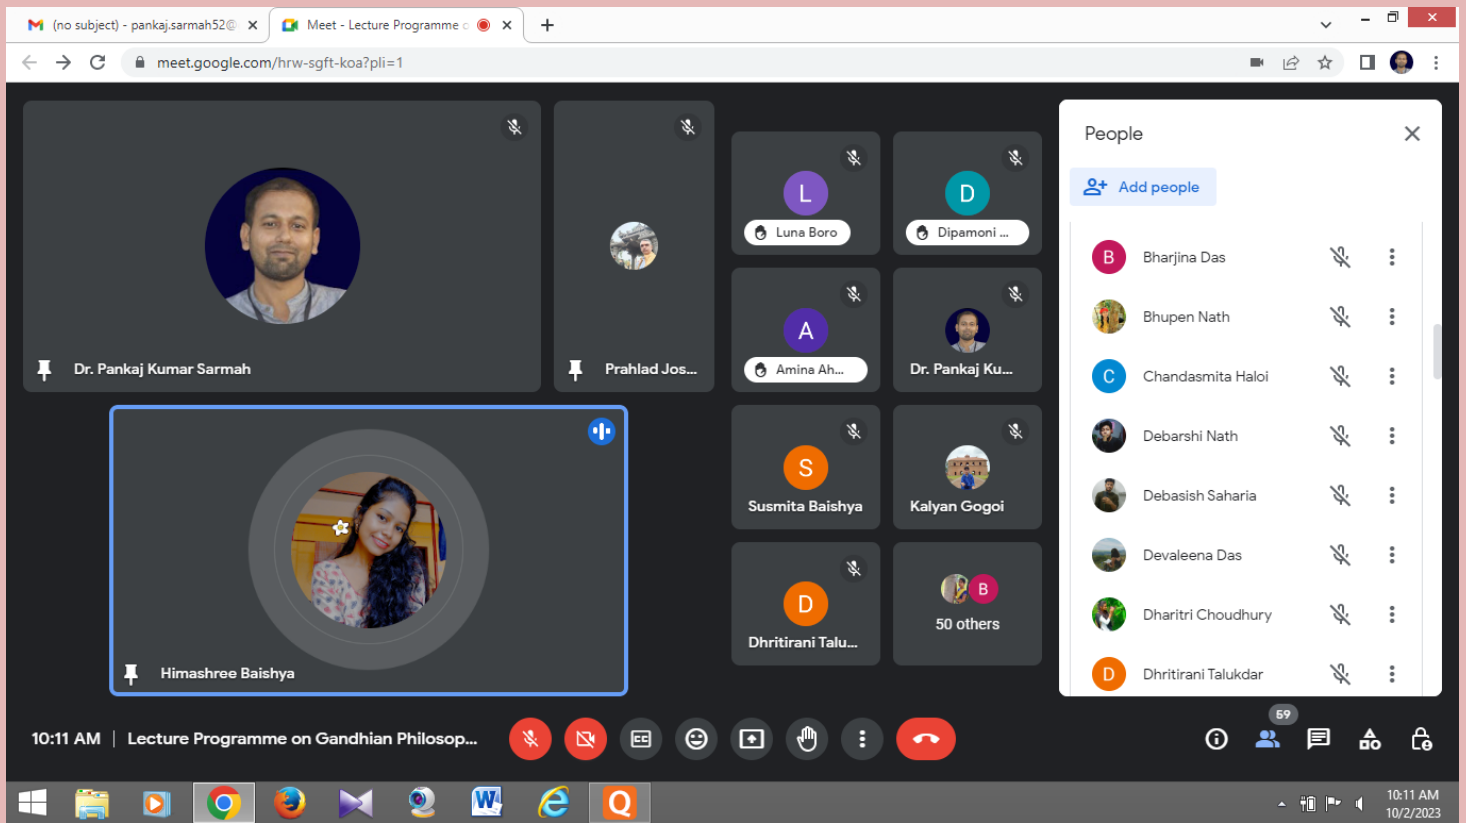 (no subject) - pankaj.sarmah52@
Meet - Lecture Programme o
meet.google.com/hrw-sgft-koa?pli=1
Dr. Pankaj Kumar Sarmah
Prahlad Jos...
L
Luna Boro
D
Dipamoni ...
A
Amina Ah...
Dr. Pankaj Ku...
Himashree Baishya
S
Susmita Baishya
Kalyan Gogoi
D
Dhritirani Talu...
B
50 others
People
Add people
B Bharjina Das
Bhupen Nath
C Chandasmita Haloi
Debarshi Nath
Debasish Saharia
Devaleena Das
Dharitri Choudhury
D Dhritirani Talukdar
10:11 AM | Lecture Programme on Gandhian Philosop...
CC
59
W
Q
10:11 AM
10/2/2023